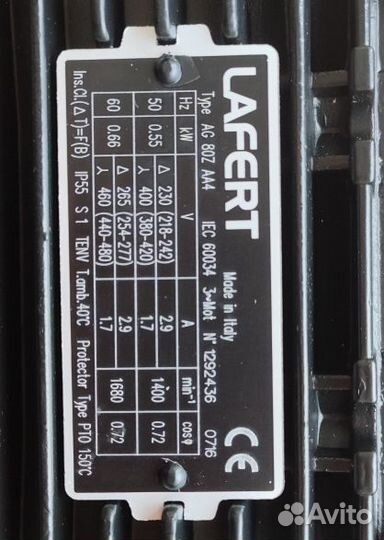 LAFERT
Made in Italy
CE
Type AG 80Z AA4 IEC 60034 3~Mot N° 1292436 0716
Hz kW V A min⁻¹ cosφ
50 0.55 Δ 230 (218-242) 2.9 1400 0.72
⅄ 400 (380-420) 1.7
60 0.66 Δ 265 (254-277) 2.9 1680 0.72
⅄ 460 (440-480) 1.7
Ins.Cl.(ΔT)=F(B) IP55 S 1 TENV T.amb.40°C Protector Type PTO 150°C
Avito